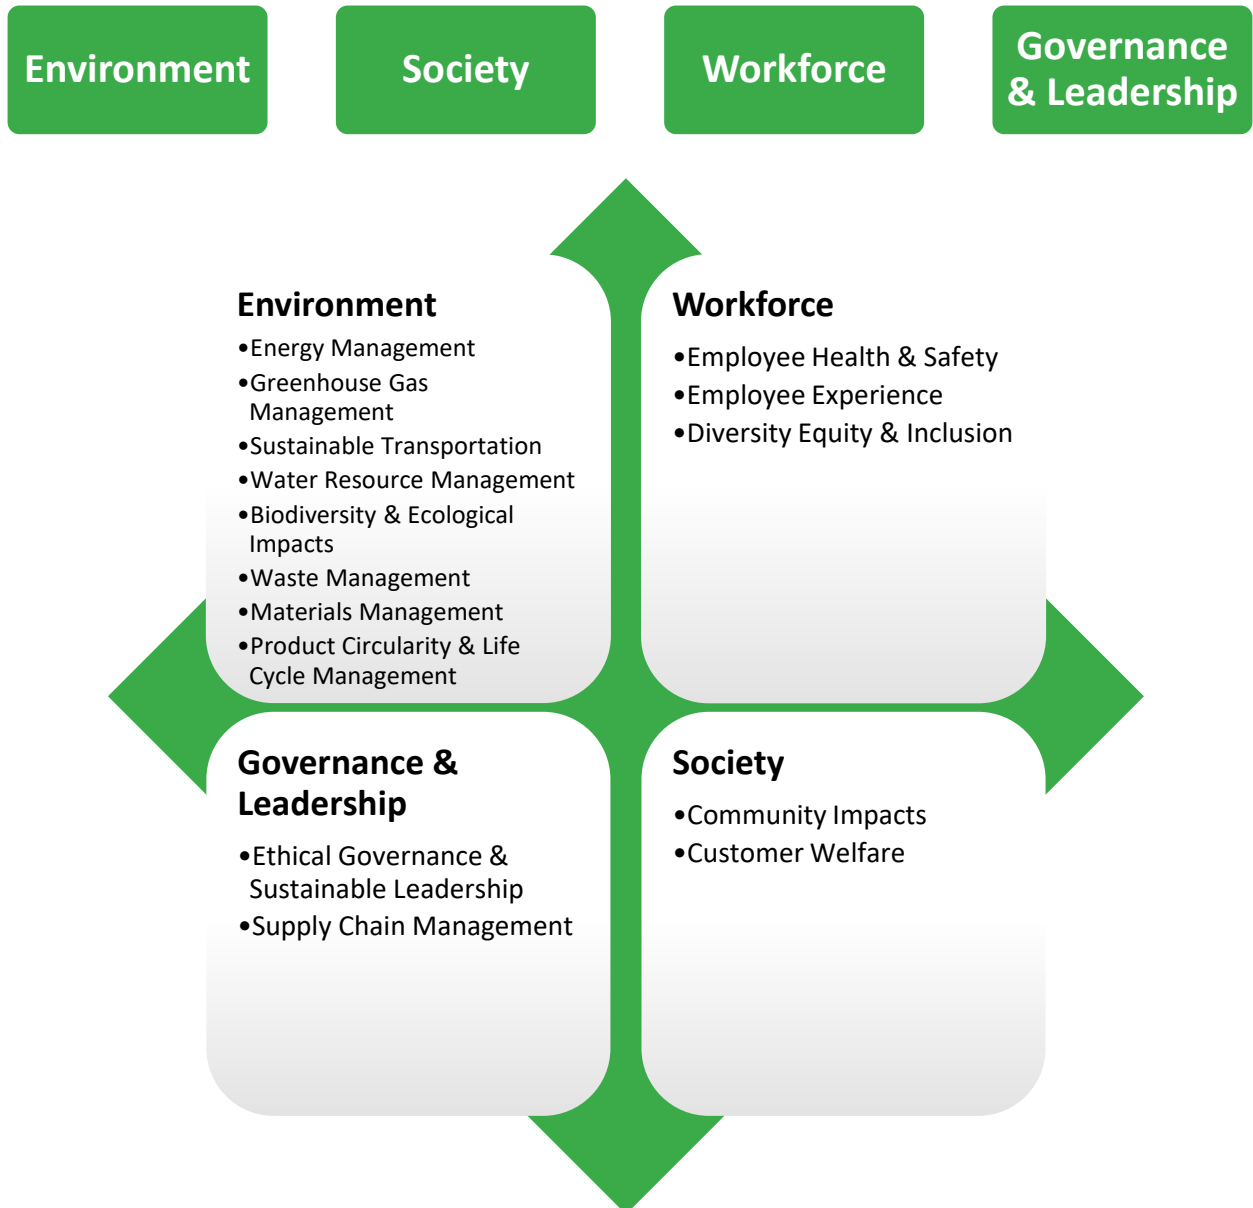 Environment
Society
Workforce
Governance
& Leadership
Environment
•Energy Management
•Greenhouse Gas
Management
•Sustainable Transportation
•Water Resource Management
•Biodiversity & Ecological
Impacts
•Waste Management
•Materials Management
•Product Circularity & Life
Cycle Management
Workforce
•Employee Health & Safety
•Employee Experience
•Diversity Equity & Inclusion
Governance &
Leadership
•Ethical Governance &
Sustainable Leadership
•Supply Chain Management
Society
•Community Impacts
•Customer Welfare